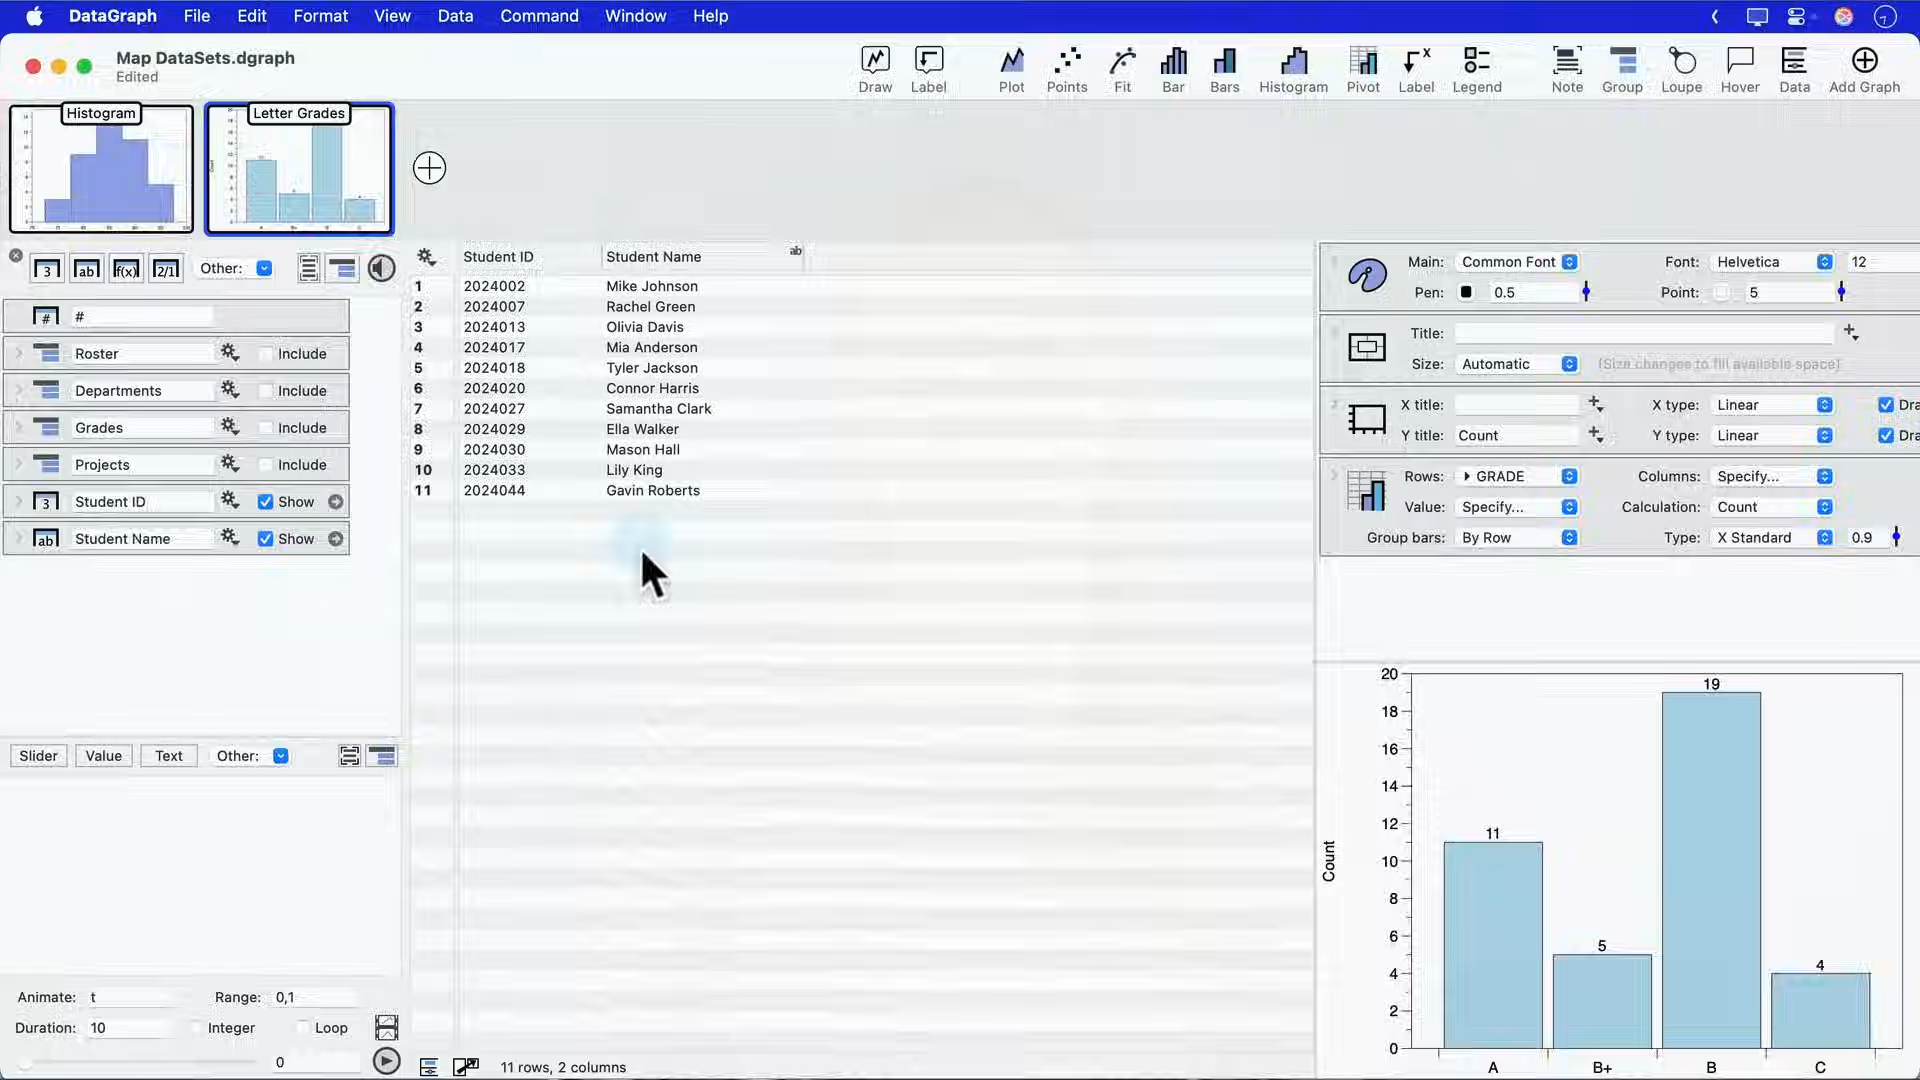 DataGraph File Edit Format View Data Command Window Help
Map DataSets.dgraph
Edited
Draw Label Plot Points Fit Bar Bars Histogram Pivot Label Legend Note Group Loupe Hover Data Add Graph
Histogram
Letter Grades
3 ab f(x) 2/1 Other:
# #
Roster Include
Departments Include
Grades Include
Projects Include
3 Student ID Show
ab Student Name Show
Slider Value Text Other:
Animate: t Range: 0,1
Duration: 10 Integer Loop
0
Student ID Student Name ab
1 2024002 Mike Johnson
2 2024007 Rachel Green
3 2024013 Olivia Davis
4 2024017 Mia Anderson
5 2024018 Tyler Jackson
6 2024020 Connor Harris
7 2024027 Samantha Clark
8 2024029 Ella Walker
9 2024030 Mason Hall
10 2024033 Lily King
11 2024044 Gavin Roberts
11 rows, 2 columns
Main: Common Font Font: Helvetica 12
Pen: 0.5 Point: 5
Title:
Size: Automatic (Size changes to fill available space)
X title: X type: Linear Dra
Y title: Count Y type: Linear Dra
Rows: GRADE Columns: Specify...
Value: Specify... Calculation: Count
Group bars: By Row Type: X Standard 0.9
Count
20
18
16
14
12
10
8
6
4
2
0
11
5
19
4
A B+ B C